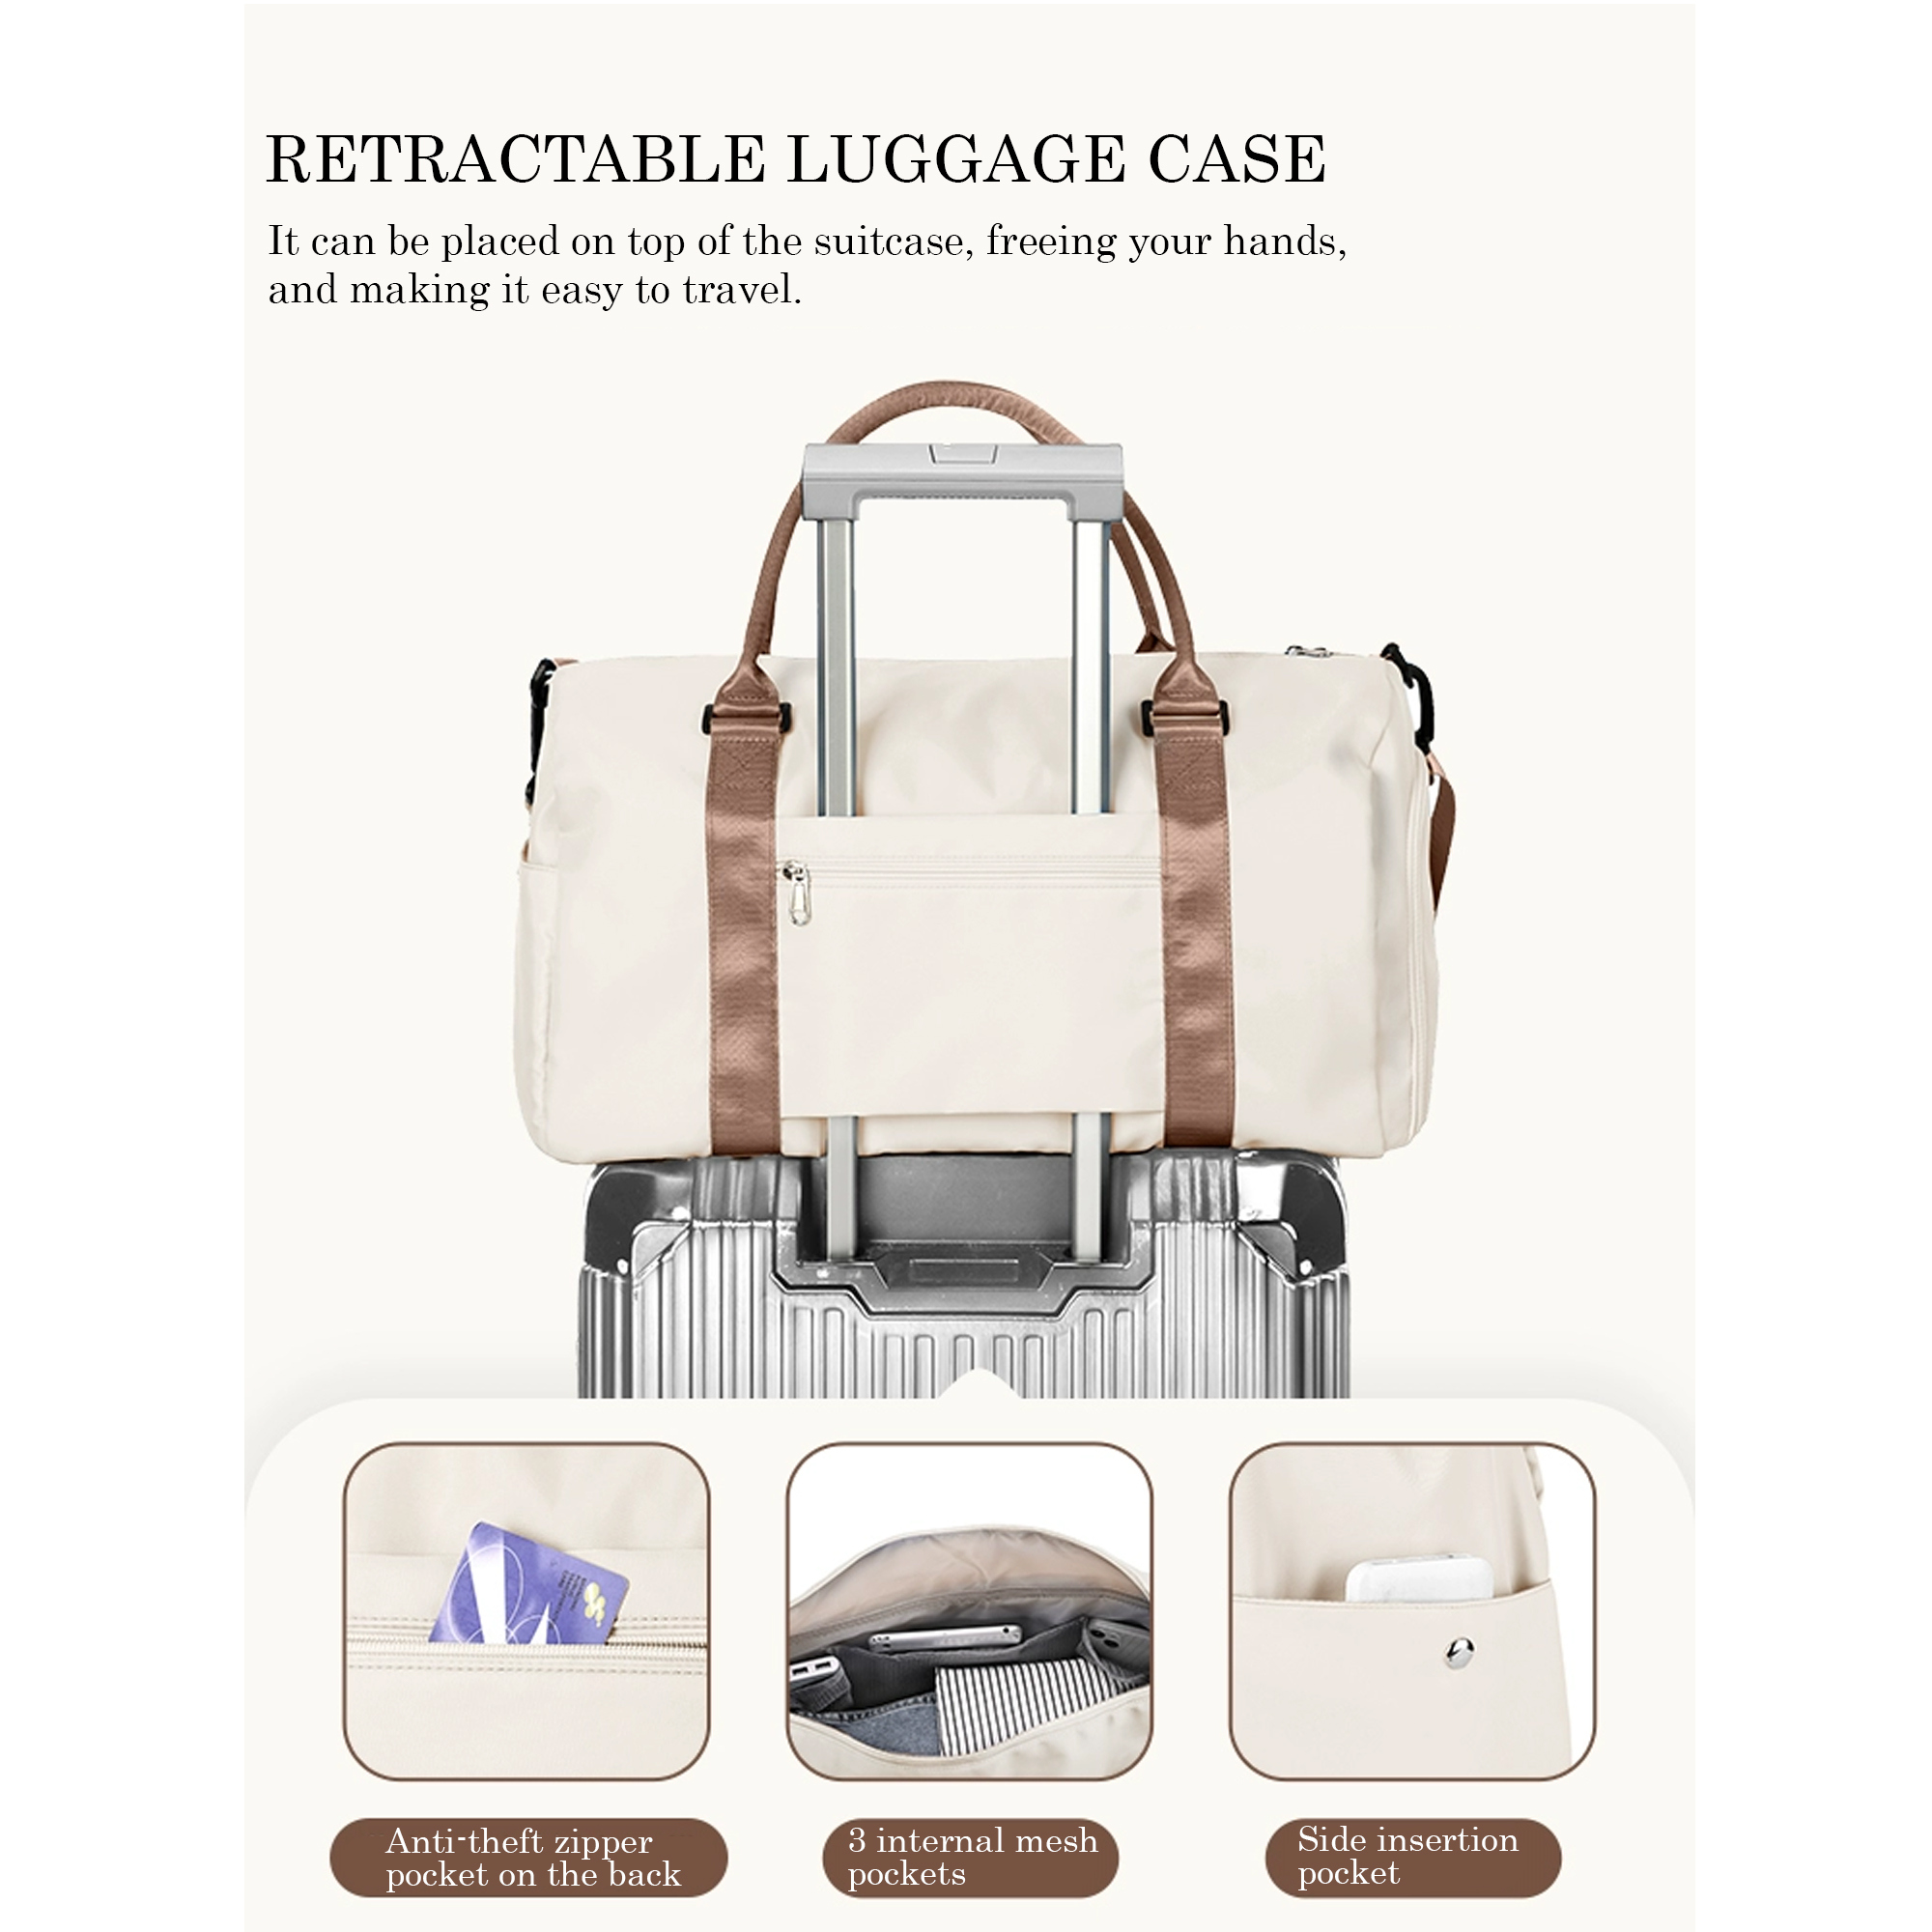 RETRACTABLE LUGGAGE CASE
It can be placed on top of the suitcase, freeing your hands,
and making it easy to travel.
Anti-theft zipper
pocket on the back
3 internal mesh
pockets
Side insertion
pocket